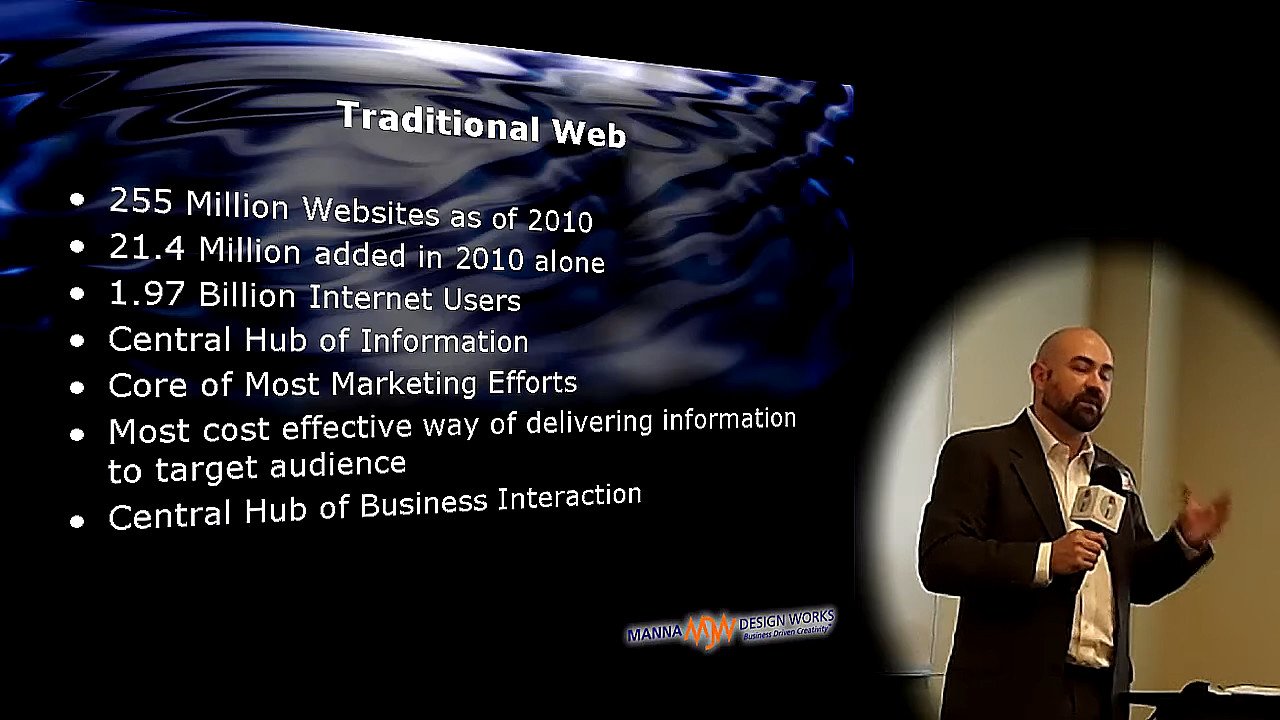 Traditional Web
• 255 Million Websites as of 2010
• 21.4 Million added in 2010 alone
• 1.97 Billion Internet Users
• Central Hub of Information
• Core of Most Marketing Efforts
• Most cost effective way of delivering information
to target audience
• Central Hub of Business Interaction
MANNA MDW DESIGN WORKS
Business Driven Creativity™